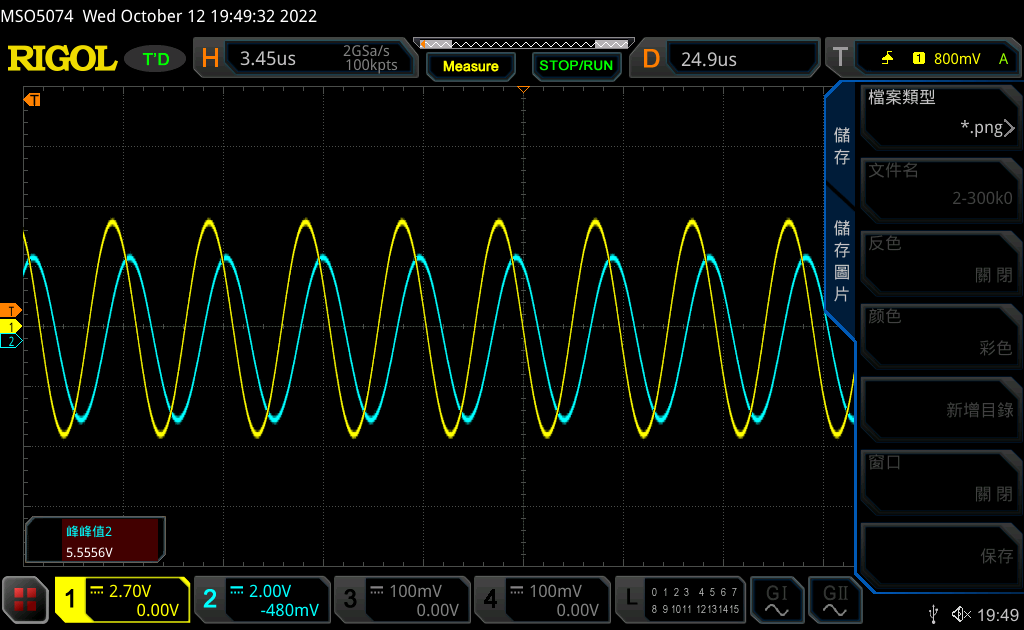 MSO5074 Wed October 12 19:49:32 2022
RIGOL T'D H 3.45us 2GSa/s 100kpts Measure STOP/RUN D 24.9us T 1 800mV A
T
檔案類型
*.png
儲存
文件名
2-300k0
儲存圖片
反色
關閉
颜色
彩色
新增目錄
窗口
關閉
保存
T
1
2
峰峰值2
5.5556V
1 2.70V 0.00V
2 2.00V -480mV
3 100mV 0.00V
4 100mV 0.00V
L 0 1 2 3 4 5 6 7
8 9 10 11 12 13 14 15
GI
GII
19:49